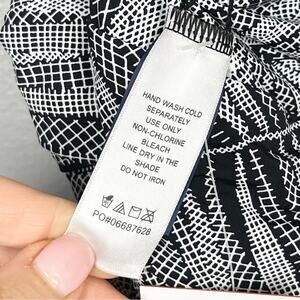 HAND WASH COLD
SEPARATELY
USE ONLY
NON-CHLORINE
BLEACH
LINE DRY IN THE
SHADE
DO NOT IRON
PO#06687628